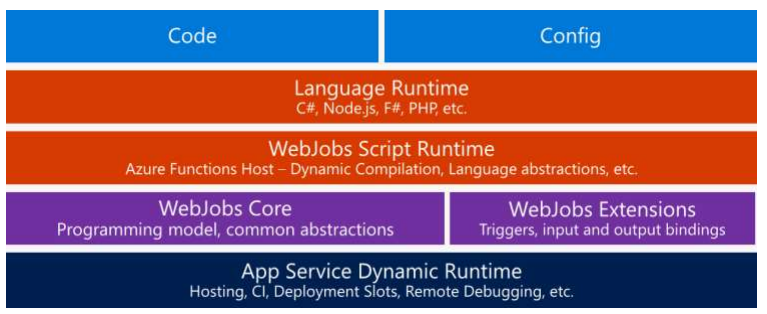 Code
Config
Language Runtime
C#, Node.js, F#, PHP, etc.
WebJobs Script Runtime
Azure Functions Host – Dynamic Compilation, Language abstractions, etc.
WebJobs Core
Programming model, common abstractions
WebJobs Extensions
Triggers, input and output bindings
App Service Dynamic Runtime
Hosting, CI, Deployment Slots, Remote Debugging, etc.